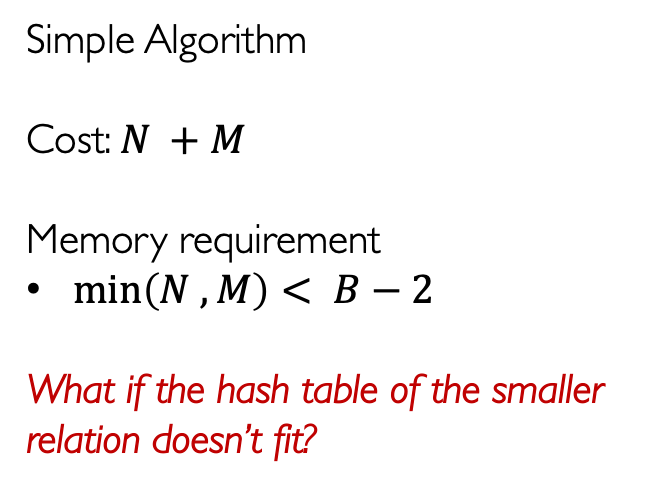 Simple Algorithm
Cost: N + M
Memory requirement
• min(N , M) < B − 2
What if the hash table of the smaller
relation doesn't fit?